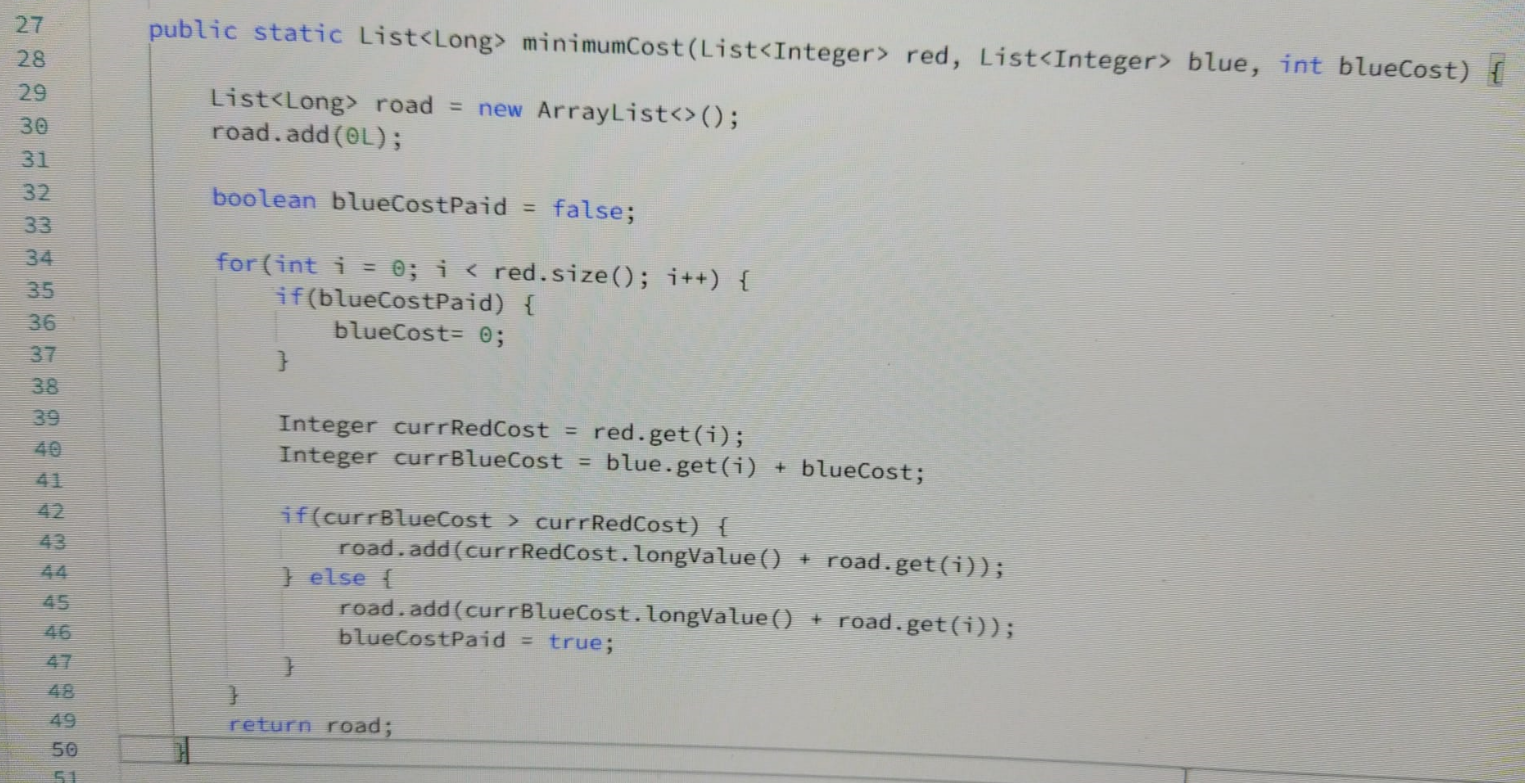 27 public static List<Long> minimumCost(List<Integer> red, List<Integer> blue, int blueCost) {
28
29 List<Long> road = new ArrayList<>();
30 road.add(0L);
31
32 boolean blueCostPaid = false;
33
34 for(int i = 0; i < red.size(); i++) {
35 if(blueCostPaid) {
36 blueCost= 0;
37 }
38
39 Integer currRedCost = red.get(i);
40 Integer currBlueCost = blue.get(i) + blueCost;
41
42 if(currBlueCost > currRedCost) {
43 road.add(currRedCost.longValue() + road.get(i));
44 } else {
45 road.add(currBlueCost.longValue() + road.get(i));
46 blueCostPaid = true;
47 }
48 }
49 return road;
50 }
51